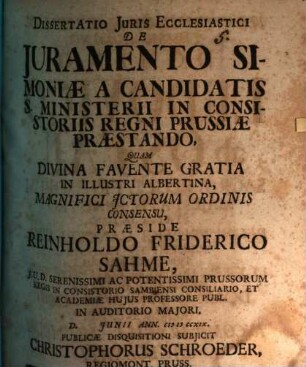 DISSERTATIO JURIS ECCLESIASTICI
DE
JURAMENTO SI-
MONIÆ A CANDIDATIS
S. MINISTERII IN CONSI-
STORIIS REGNI PRUSSIÆ
PRÆSTANDO,
QUAM
DIVINA FAVENTE GRATIA
IN ILLUSTRI ALBERTINA,
MAGNIFICI JCTORUM ORDINIS
CONSENSU,
PRÆSIDE
REINHOLDO FRIDERICO
SAHME,
J.U.D. SERENISSIMI AC POTENTISSIMI PRUSSORUM
REGIS IN CONSISTORIO SAMBIENSI CONSILIARIO, ET
ACADEMIÆ HUJUS PROFESSORE PUBL.
IN AUDITORIO MAJORI,
D. JUNII ANN.
PUBLICÆ DISQUISITIONI SUBJICIT
CHRISTOPHORUS SCHROEDER,
REGIOMONT. PRUSS.